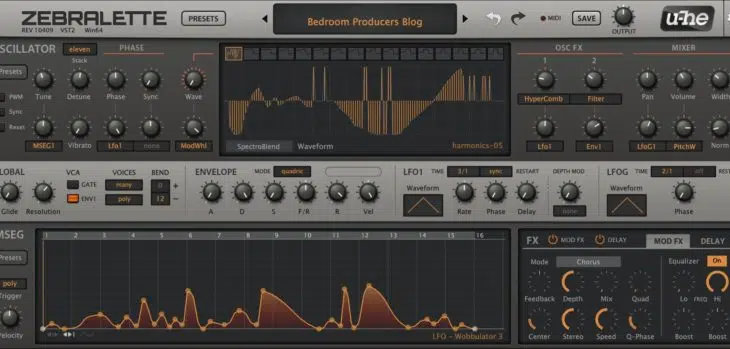 ZEBRALETTE
REV 10409 VST2 Win64
PRESETS
Bedroom Producers Blog
MIDI
SAVE
OUTPUT
u-he
OSCILLATOR
eleven
PHASE
OSC FX
MIXER
Presets
Stack
1
2
PWM
Sync
Reset
Tune
Detune
Phase
Sync
Wave
HyperComb
Filter
Pan
Volume
Width
MSEG1
Vibrato
Lfo1
none
ModWhl
SpectroBlend
Waveform
harmonics-05
Lfo1
Env1
LfoG1
PitchW
Norm
GLOBAL
VCA
VOICES
BEND
ENVELOPE
MODE
quadric
LFO1
TIME
3/1
sync
RESTART
DEPTH MOD
LFOG
TIME
2/1
off
RESTART
GATE
ENV1
many
poly
0
12
+
−
Waveform
Waveform
Glide
Resolution
A
D
S
F/R
R
Vel
Rate
Phase
Delay
none
Phase
MSEG
Presets
poly
Trigger
Velocity
1
2
3
4
5
6
7
8
9
10
11
12
13
14
15
16
LFO - Wobbulator 3
FX
MOD FX
DELAY
MOD FX
DELAY
Mode
Chorus
Equalizer
On
Feedback
Depth
Mix
Quad
Lo
FREQ
Hi
Center
Stereo
Speed
Q-Phase
Boost
Boost